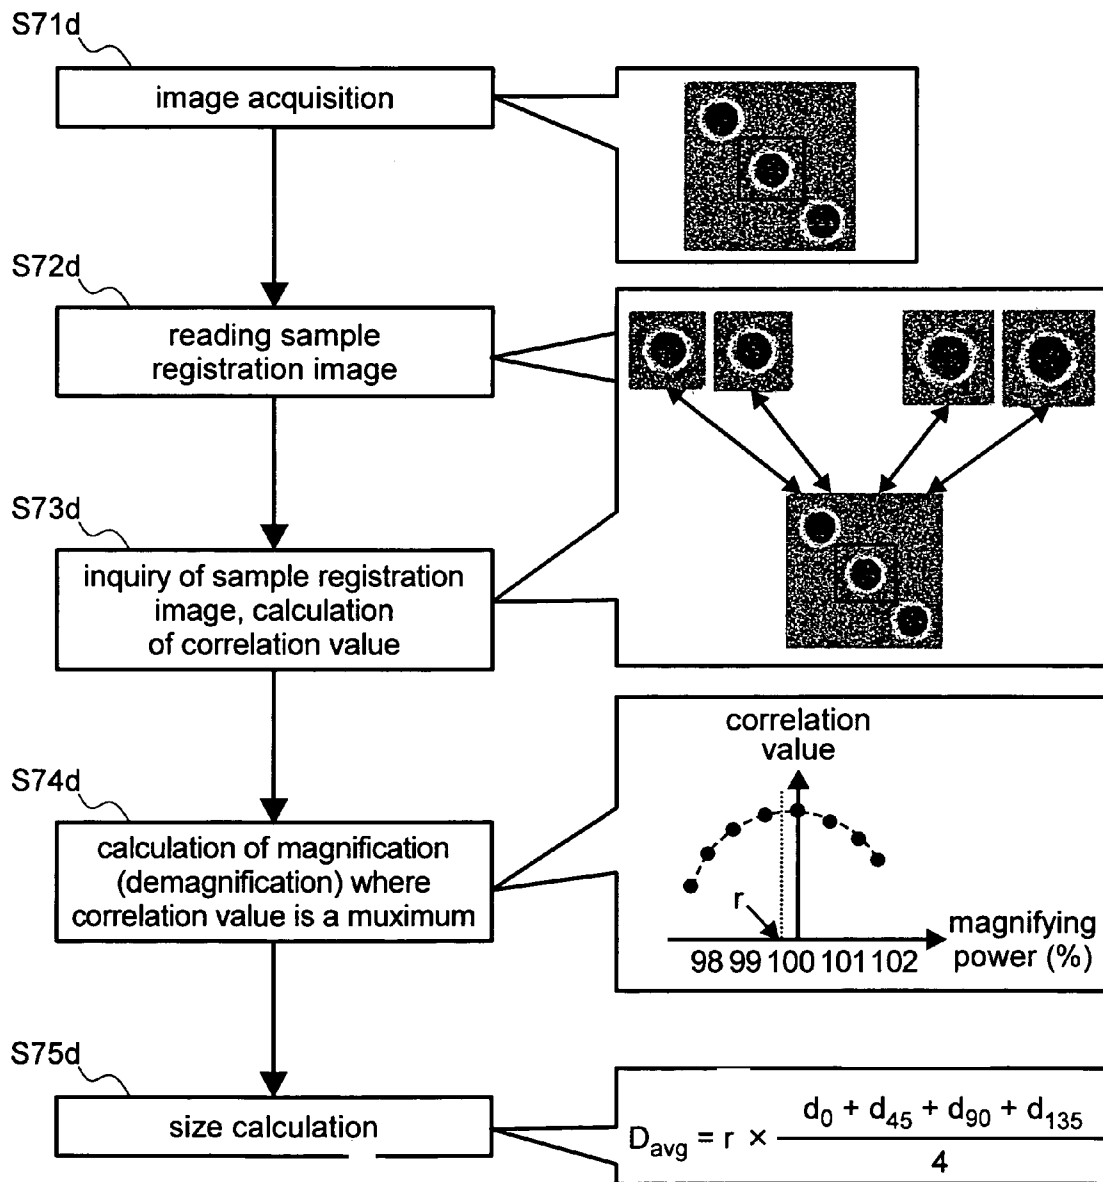 S71d
image acquisition
S72d
reading sample
registration image
S73d
inquiry of sample registration
image, calculation
of correlation value
S74d
calculation of magnification
(demagnification) where
correlation value is a muximum
correlation
value
r
98 99 100 101 102
magnifying
power (%)
S75d
size calculation
D_avg = r × (d_0 + d_45 + d_90 + d_135) / 4